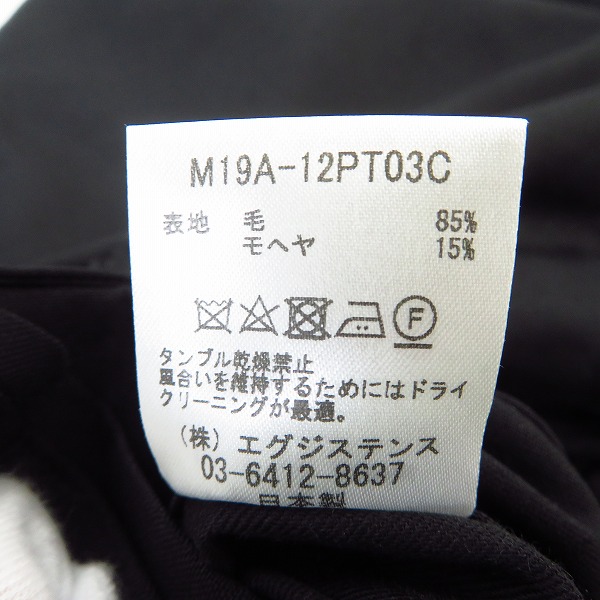 M19A-12PT03C
表地 毛 85%
モヘヤ 15%
F
タンブル乾燥禁止
風合いを維持するためにはドライ
クリーニングが最適。
(株)エグジステンス
03-6412-8637
日本製